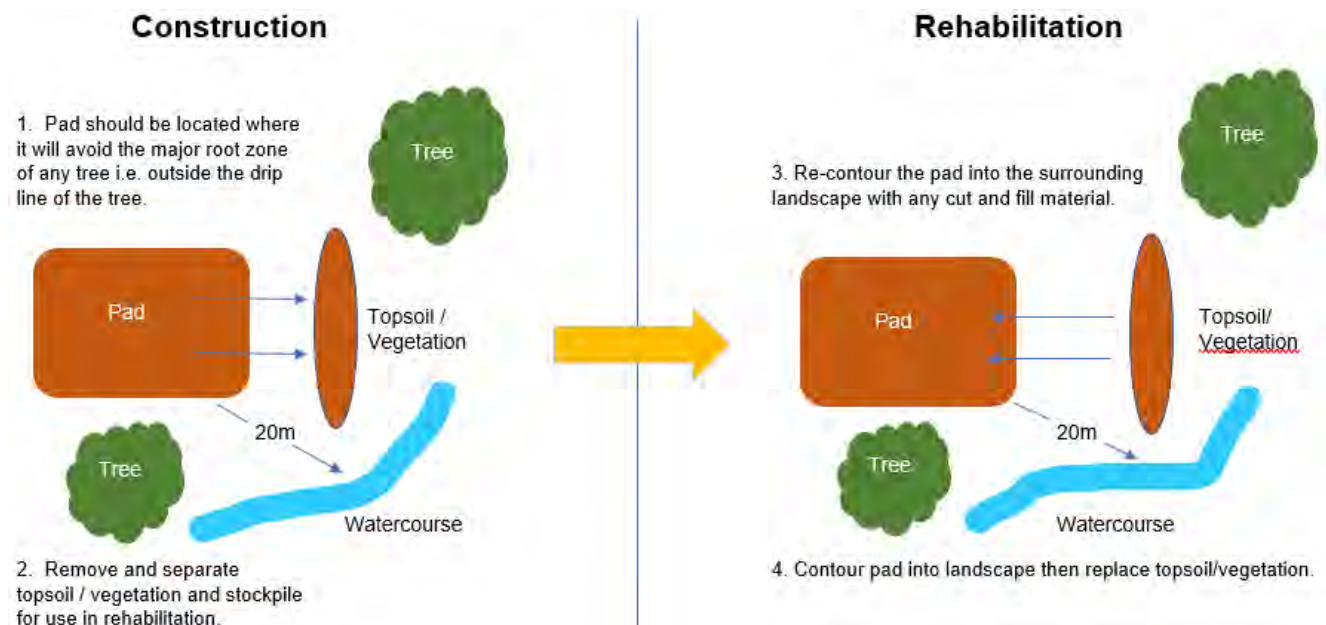 Construction
1. Pad should be located where
it will avoid the major root zone
of any tree i.e. outside the drip
line of the tree.
Tree
Pad
Topsoil /
Vegetation
20m
Tree
Watercourse
2. Remove and separate
topsoil / vegetation and stockpile
for use in rehabilitation.
Rehabilitation
Tree
3. Re-contour the pad into the surrounding
landscape with any cut and fill material.
Pad
Topsoil/
Vegetation
20m
Tree
Watercourse
4. Contour pad into landscape then replace topsoil/vegetation.